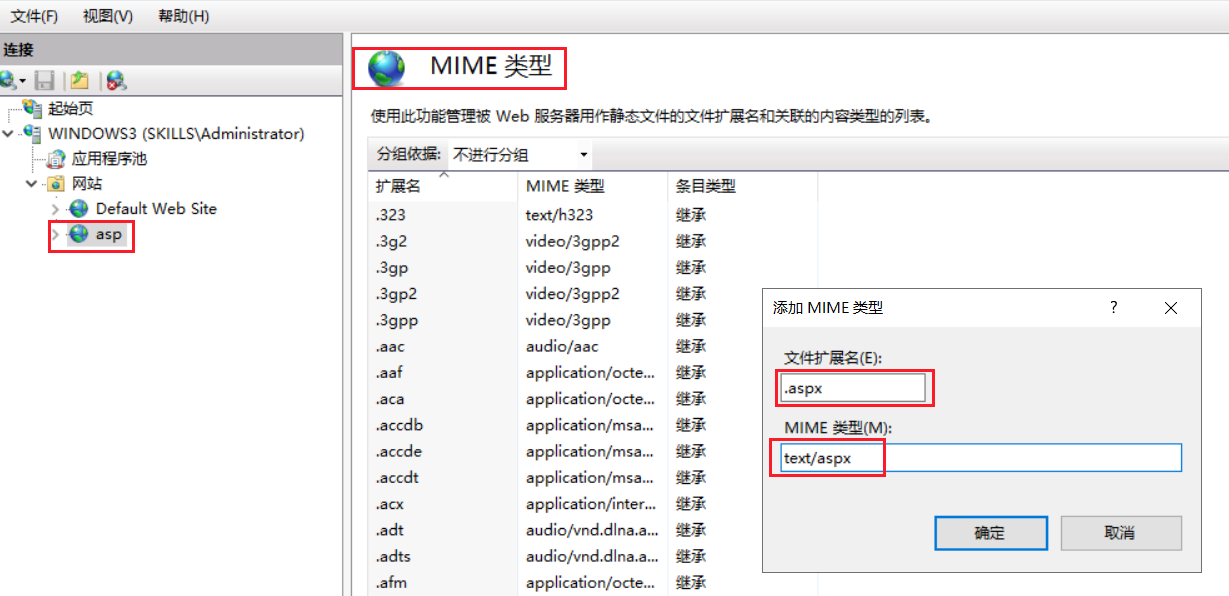 文件(F) 视图(V) 帮助(H)
连接
起始页
WINDOWS3 (SKILLS\Administrator)
应用程序池
网站
Default Web Site
asp
MIME 类型
使用此功能管理被 Web 服务器用作静态文件的文件扩展名和关联的内容类型的列表。
分组依据: 不进行分组
扩展名 MIME 类型 条目类型
.323 text/h323 继承
.3g2 video/3gpp2 继承
.3gp video/3gpp 继承
.3gp2 video/3gpp2 继承
.3gpp video/3gpp 继承
.aac audio/aac 继承
.aaf application/octe... 继承
.aca application/octe... 继承
.accdb application/msa... 继承
.accde application/msa... 继承
.accdt application/msa... 继承
.acx application/inter... 继承
.adt audio/vnd.dlna.a... 继承
.adts audio/vnd.dlna.a... 继承
.afm application/octe... 继承
添加 MIME 类型 ?
文件扩展名(E):
.aspx
MIME 类型(M):
text/aspx
确定 取消